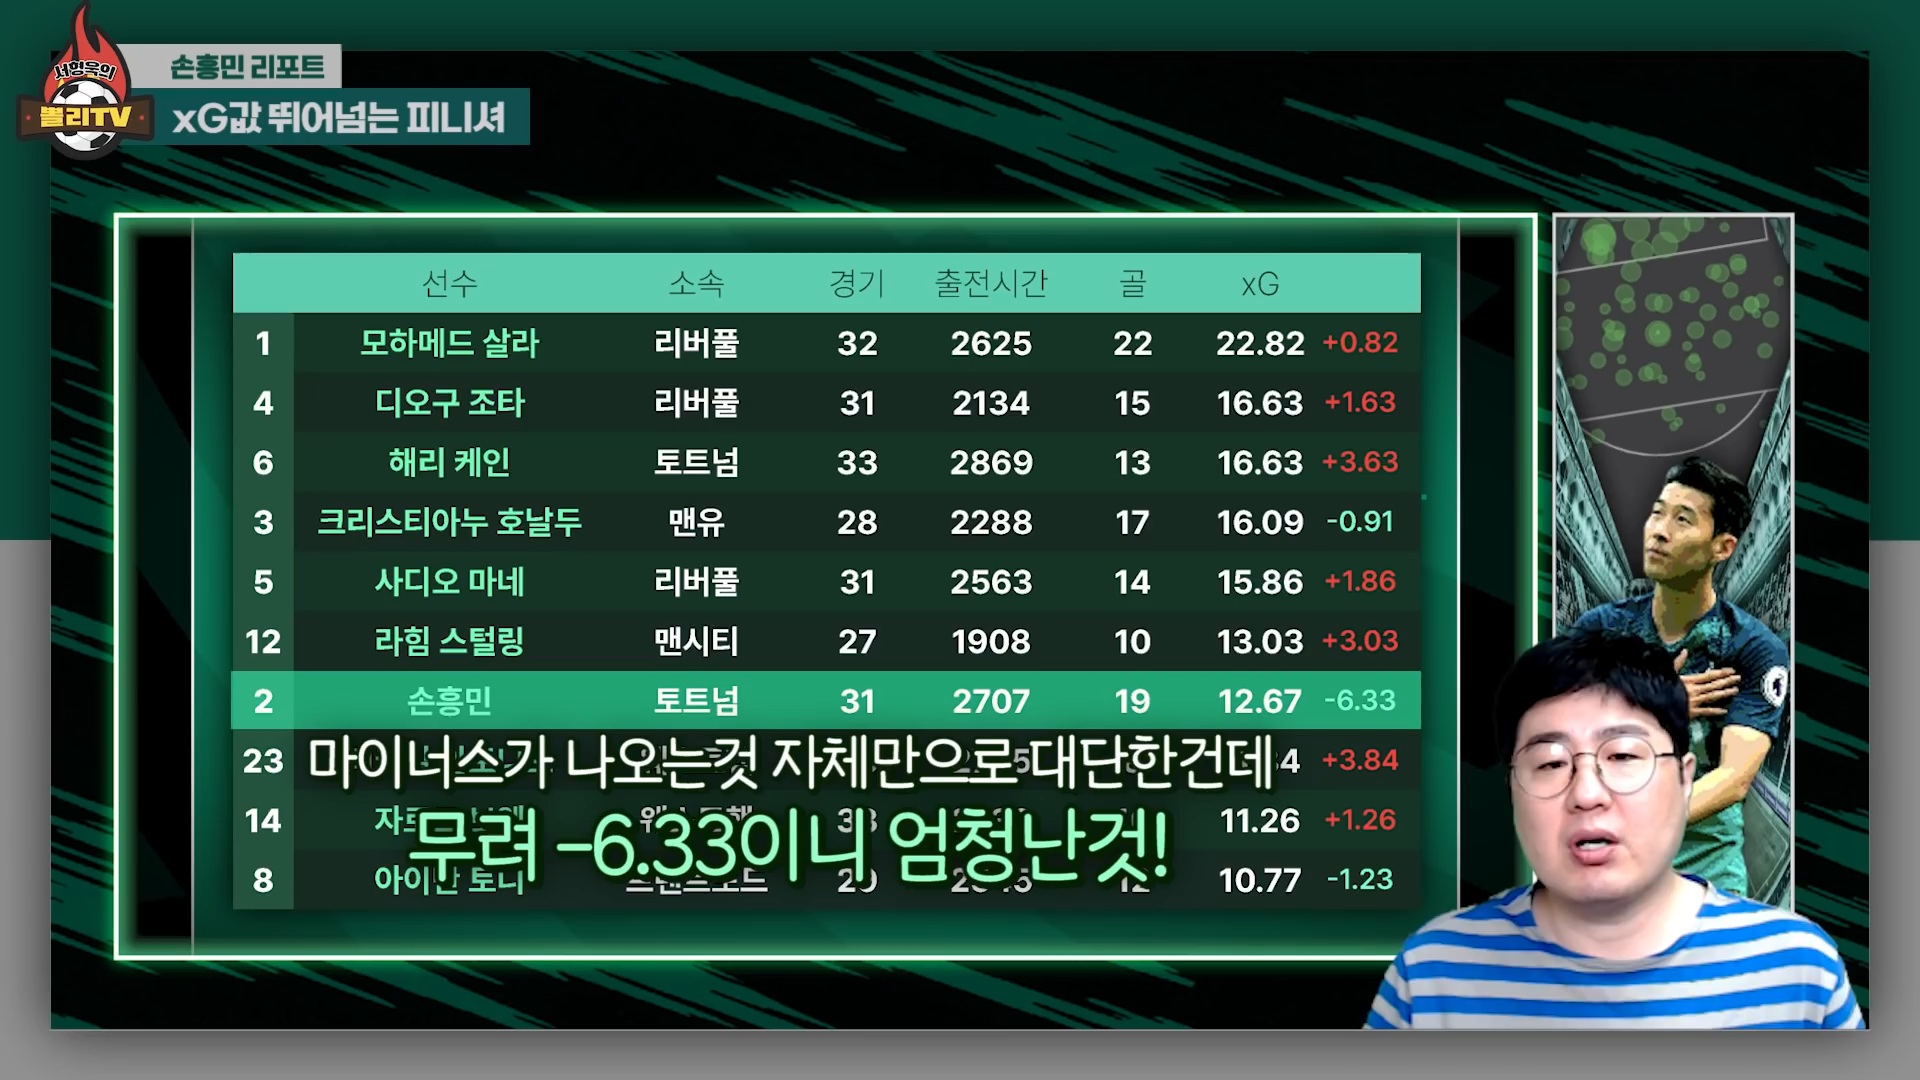 서형욱의
뽈리TV
손흥민 리포트
xG값 뛰어넘는 피니셔
선수 소속 경기 출전시간 골 xG
1 모하메드 살라 리버풀 32 2625 22 22.82 +0.82
4 디오구 조타 리버풀 31 2134 15 16.63 +1.63
6 해리 케인 토트넘 33 2869 13 16.63 +3.63
3 크리스티아누 호날두 맨유 28 2288 17 16.09 -0.91
5 사디오 마네 리버풀 31 2563 14 15.86 +1.86
12 라힘 스털링 맨시티 27 1908 10 13.03 +3.03
2 손흥민 토트넘 31 2707 19 12.67 -6.33
23 +3.84
마이너스가 나오는것 자체만으로 대단한건데
14 11.26 +1.26
무려 -6.33이니 엄청난것!
8 아이반 토니 29 12 10.77 -1.23